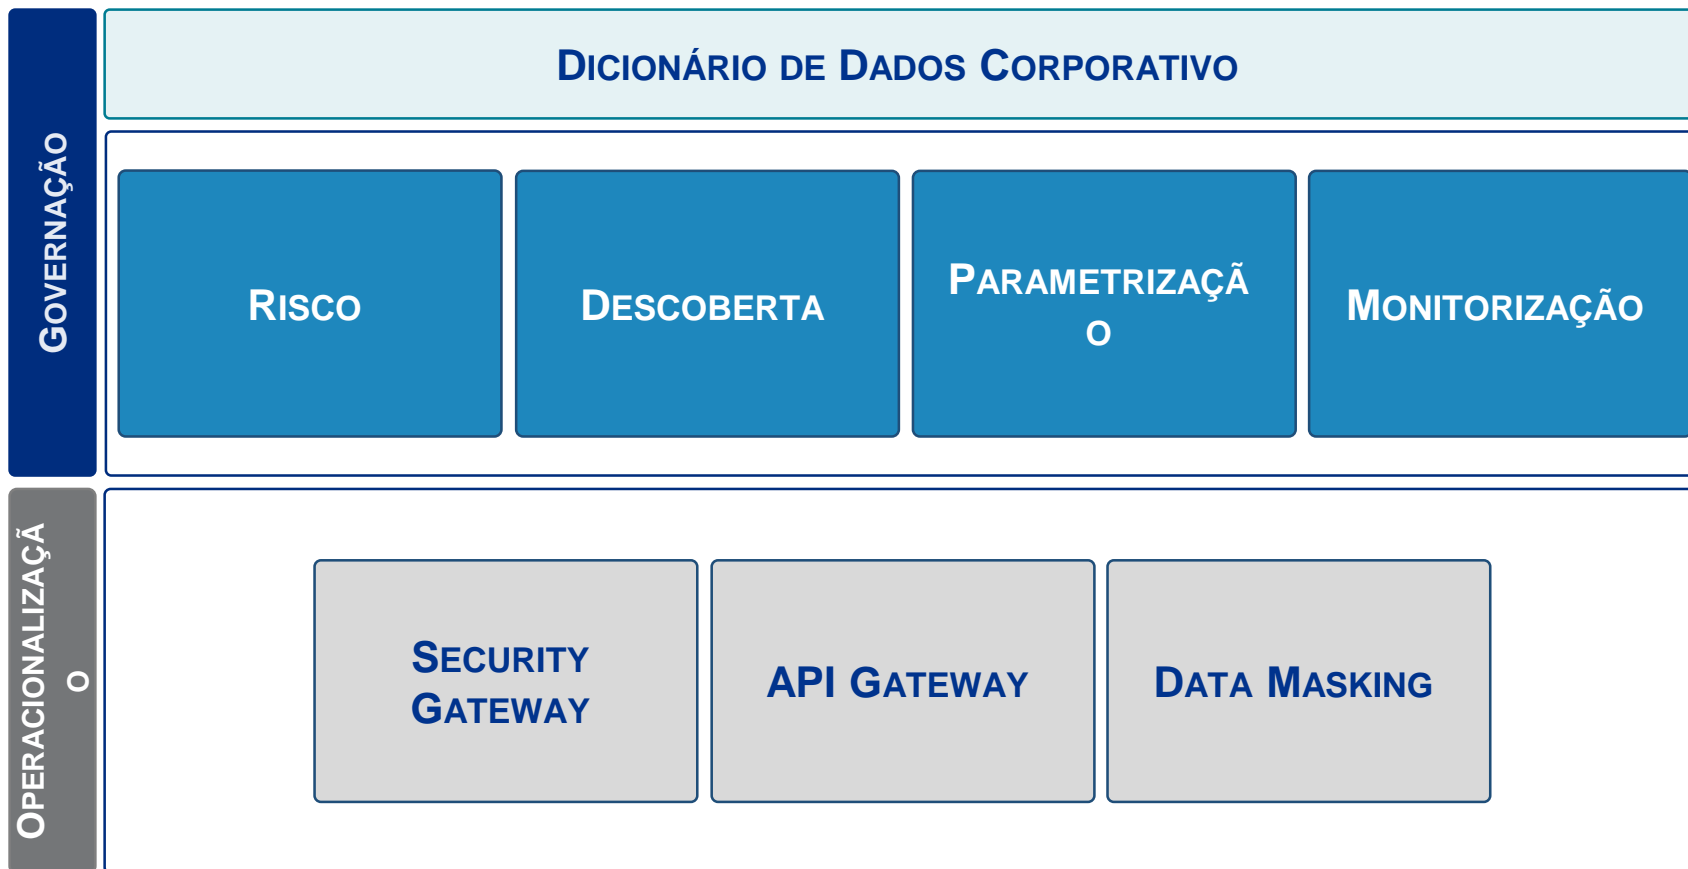 DICIONÁRIO DE DADOS CORPORATIVO
GOVERNAÇÃO
RISCO
DESCOBERTA
PARAMETRIZAÇÃ
O
MONITORIZAÇÃO
OPERACIONALIZAÇÃ
O
SECURITY
GATEWAY
API GATEWAY
DATA MASKING